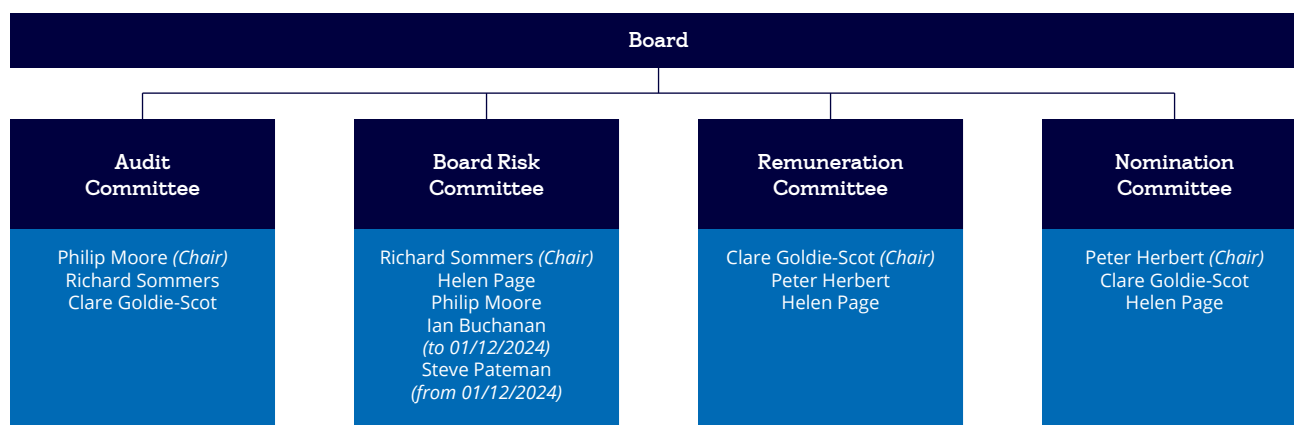 Board
Audit
Committee
Philip Moore (Chair)
Richard Sommers
Clare Goldie-Scot
Board Risk
Committee
Richard Sommers (Chair)
Helen Page
Philip Moore
Ian Buchanan
(to 01/12/2024)
Steve Pateman
(from 01/12/2024)
Remuneration
Committee
Clare Goldie-Scot (Chair)
Peter Herbert
Helen Page
Nomination
Committee
Peter Herbert (Chair)
Clare Goldie-Scot
Helen Page